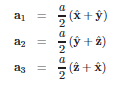 a₁ = a/2 (x̂ + ŷ)
a₂ = a/2 (ŷ + ẑ)
a₃ = a/2 (ẑ + x̂)